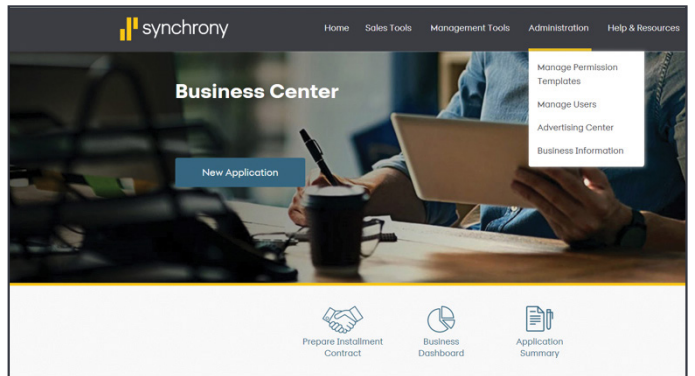 synchrony
Home Sales Tools Management Tools Administration Help & Resources
Manage Permission
Templates
Manage Users
Advertising Center
Business Information
Business Center
New Application
Prepare Installment
Contract
Business
Dashboard
Application
Summary